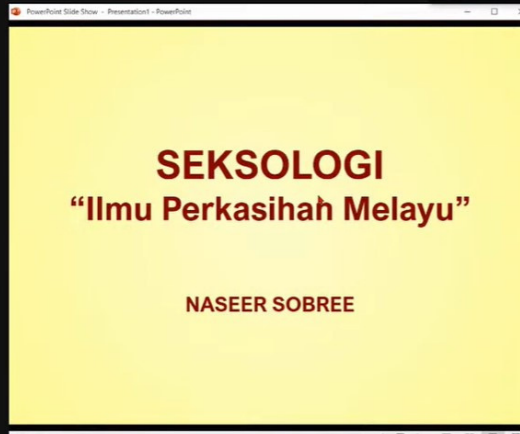 PowerPoint Slide Show - Presentation1 - PowerPoint
SEKSOLOGI
“Ilmu Perkasihan Melayu”
NASEER SOBREE